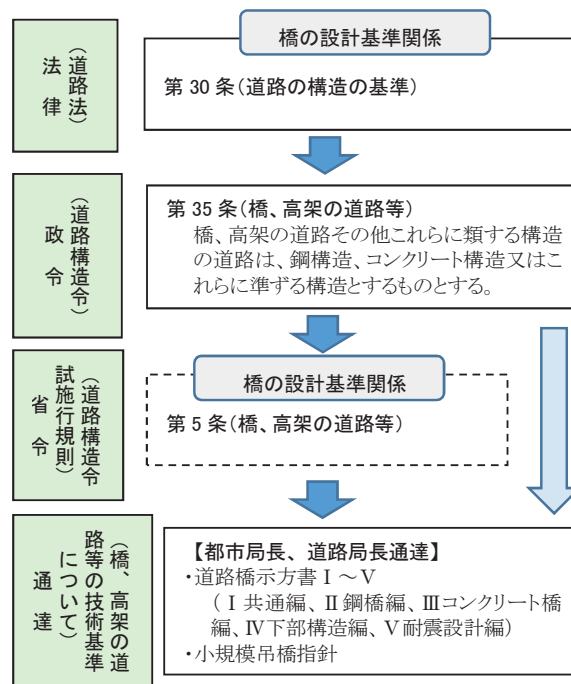 法律
(道路法)
橋の設計基準関係
第 30 条(道路の構造の基準)
政令
(道路構造令)
第 35 条(橋、高架の道路等)
橋、高架の道路その他これらに類する構造
の道路は、鋼構造、コンクリート構造又はこ
れらに準ずる構造とするものとする。
省令
(道路構造令
試施行規則)
橋の設計基準関係
第 5 条(橋、高架の道路等)
通達
(橋、高架の道
路等の技術基準
について)
【都市局長、道路局長通達】
・道路橋示方書Ⅰ～Ⅴ
(Ⅰ共通編、Ⅱ鋼橋編、Ⅲコンクリート橋
編、Ⅳ下部構造編、Ⅴ耐震設計編)
・小規模吊橋指針